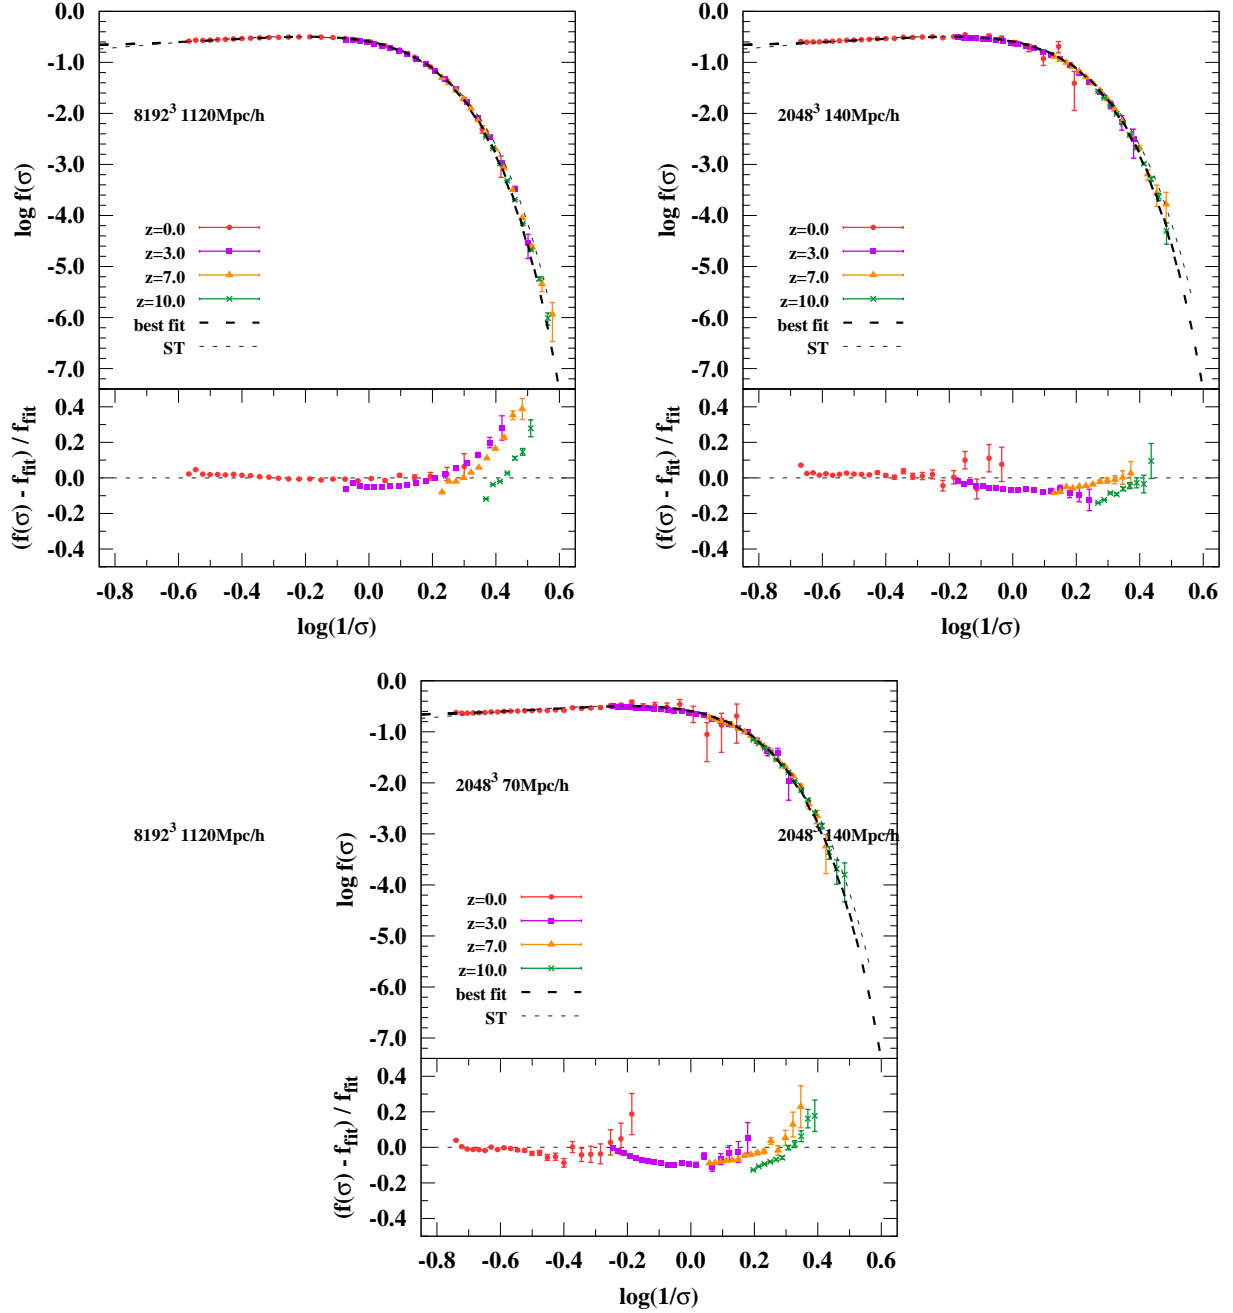 0.0
-1.0
-2.0
-3.0
-4.0
-5.0
-6.0
-7.0
log f(σ)
8192³ 1120Mpc/h
z=0.0
z=3.0
z=7.0
z=10.0
best fit
ST
0.4
0.2
0.0
-0.2
-0.4
(f(σ) - f_fit) / f_fit
-0.8 -0.6 -0.4 -0.2 0.0 0.2 0.4 0.6
log(1/σ)
0.0
-1.0
-2.0
-3.0
-4.0
-5.0
-6.0
-7.0
log f(σ)
2048³ 140Mpc/h
z=0.0
z=3.0
z=7.0
z=10.0
best fit
ST
0.4
0.2
0.0
-0.2
-0.4
(f(σ) - f_fit) / f_fit
-0.8 -0.6 -0.4 -0.2 0.0 0.2 0.4 0.6
log(1/σ)
0.0
-1.0
-2.0
-3.0
-4.0
-5.0
-6.0
-7.0
log f(σ)
2048³ 70Mpc/h
8192³ 1120Mpc/h
2048³ 140Mpc/h
z=0.0
z=3.0
z=7.0
z=10.0
best fit
ST
0.4
0.2
0.0
-0.2
-0.4
(f(σ) - f_fit) / f_fit
-0.8 -0.6 -0.4 -0.2 0.0 0.2 0.4 0.6
log(1/σ)